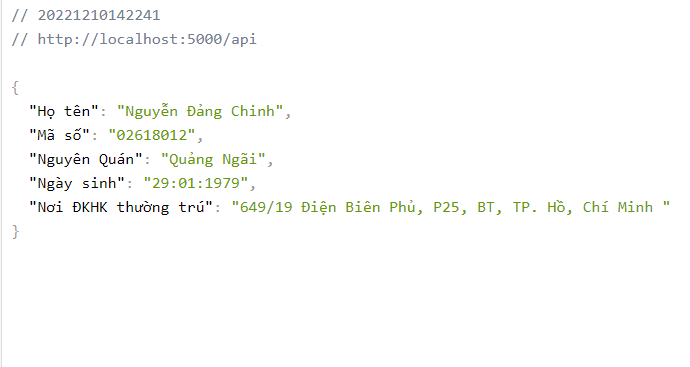 // 20221210142241
// http://localhost:5000/api
{
"Họ tên": "Nguyễn Đảng Chinh",
"Mã số": "02618012",
"Nguyên Quán": "Quảng Ngãi",
"Ngày sinh": "29:01:1979",
"Nơi ĐKHK thường trú": "649/19 Điện Biên Phủ, P25, BT, TP. Hồ, Chí Minh "
}